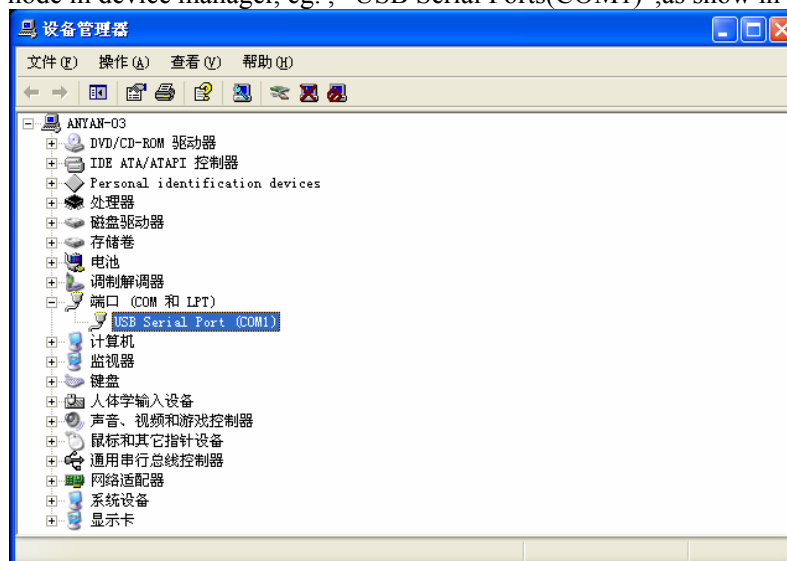 node in device manager, eg. , “USB Serial Ports(COM1)”,as show in
设备管理器
文件(F) 操作(A) 查看(V) 帮助(H)
ANYAN-03
DVD/CD-ROM 驱动器
IDE ATA/ATAPI 控制器
Personal identification devices
处理器
磁盘驱动器
存储卷
电池
调制解调器
端口 (COM 和 LPT)
USB Serial Port (COM1)
计算机
监视器
键盘
人体学输入设备
声音、视频和游戏控制器
鼠标和其它指针设备
通用串行总线控制器
网络适配器
系统设备
显示卡